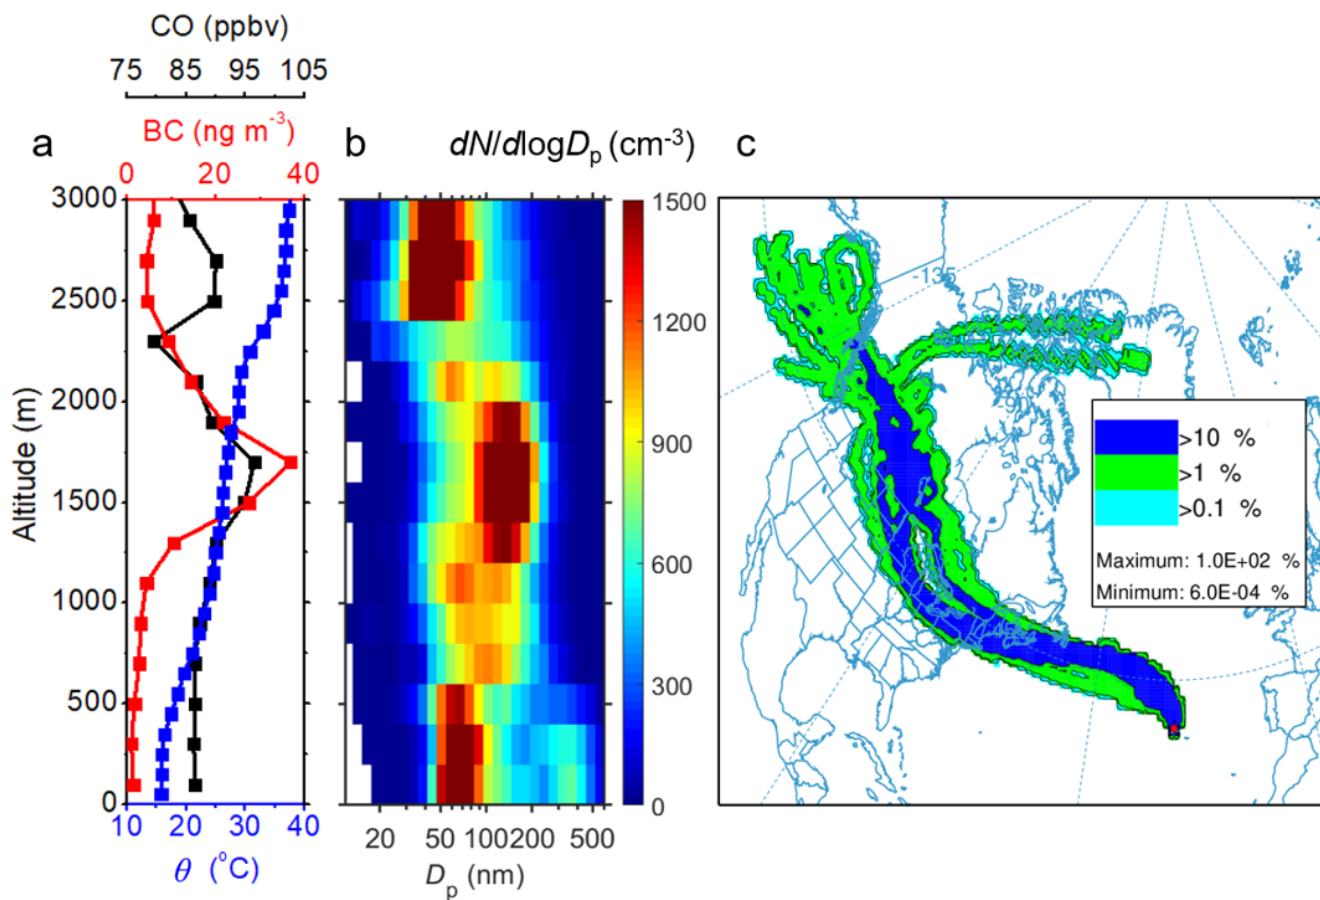 CO (ppbv)
75 85 95 105
a
BC (ng m-3)
0 20 40
b
dN/dlogDp (cm-3)
c
Altitude (m)
3000
2500
2000
1500
1000
500
0
10 20 30 40
θ (°C)
20 50 100 200 500
Dp (nm)
1500
1200
900
600
300
0
-135
-90
>10 %
>1 %
>0.1 %
Maximum: 1.0E+02 %
Minimum: 6.0E-04 %